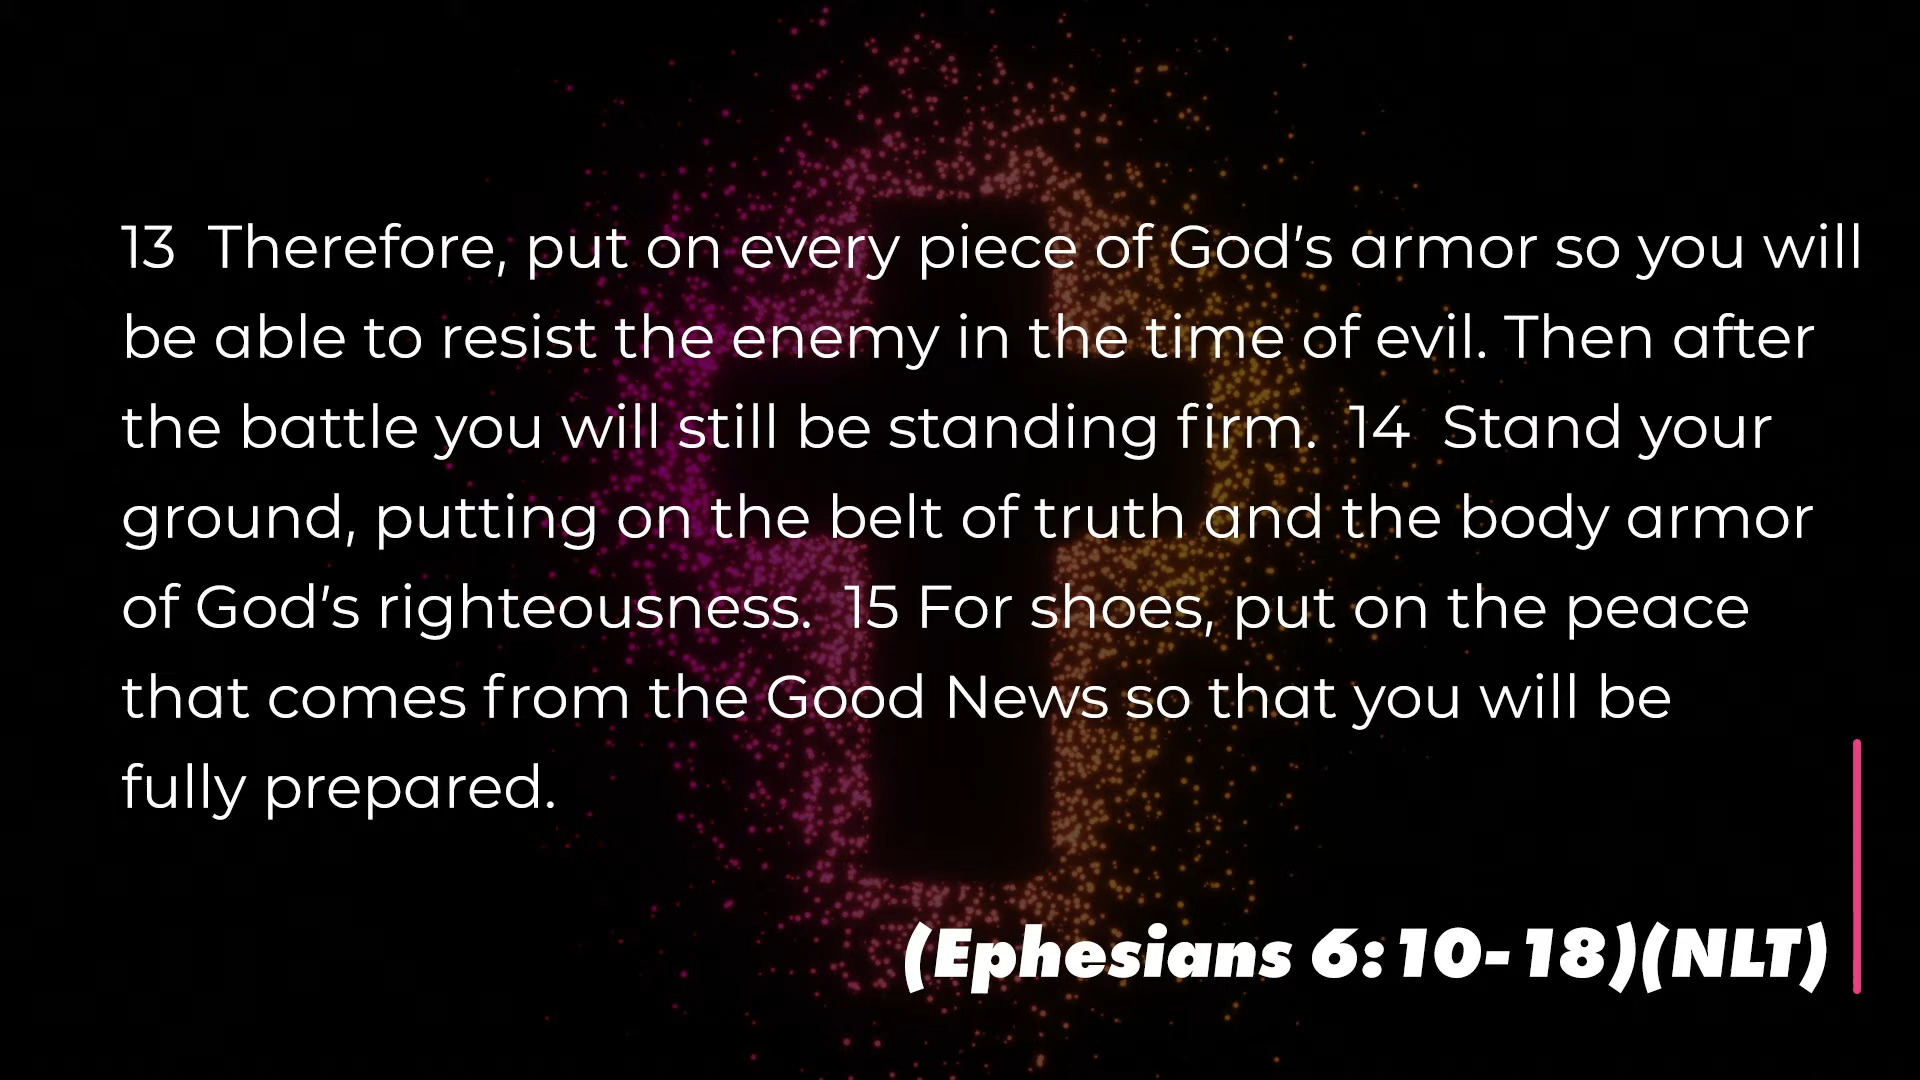 13  Therefore, put on every piece of God's armor so you will
be able to resist the enemy in the time of evil. Then after
the battle you will still be standing firm.  14  Stand your
ground, putting on the belt of truth and the body armor
of God's righteousness.  15 For shoes, put on the peace
that comes from the Good News so that you will be
fully prepared.
(Ephesians 6:10-18)(NLT)